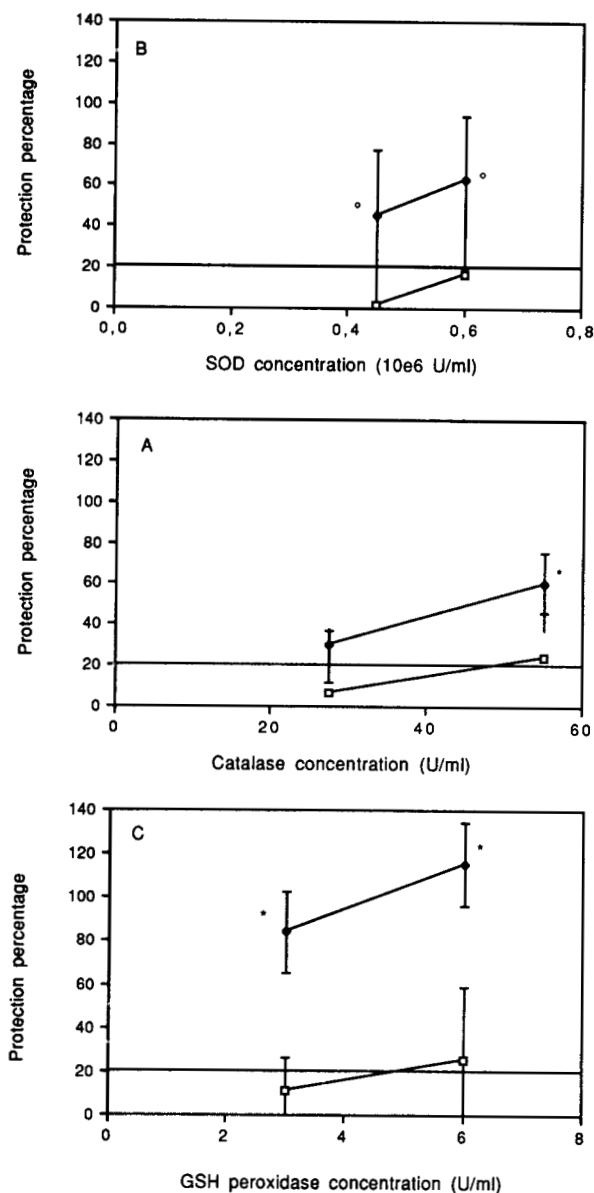 B
Protection percentage
140
120
100
80
60
40
20
0
0,0 0,2 0,4 0,6 0,8
SOD concentration (10e6 U/ml)
A
Protection percentage
140
120
100
80
60
40
20
0
0 20 40 60
Catalase concentration (U/ml)
C
Protection percentage
140
120
100
80
60
40
20
0
0 2 4 6 8
GSH peroxidase concentration (U/ml)